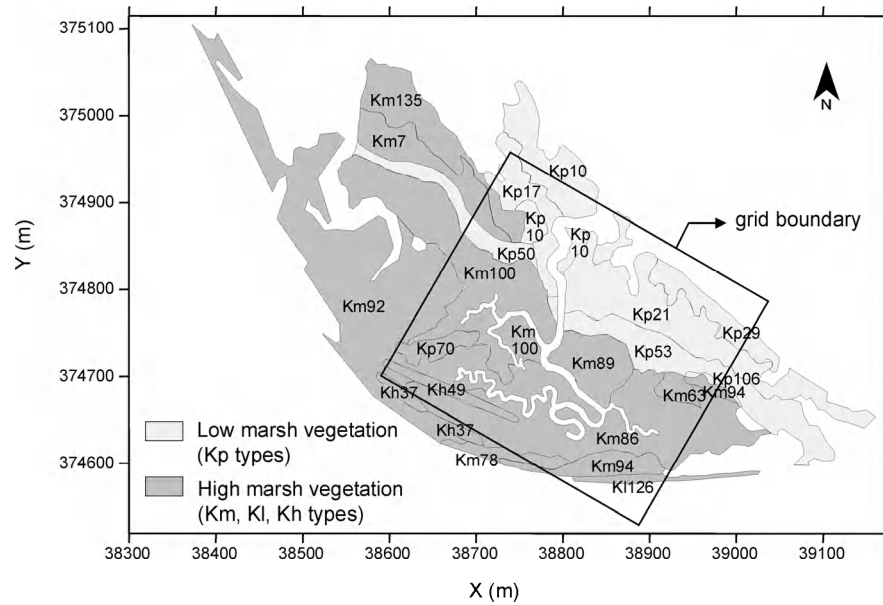 375100
375000
374900
374800
374700
374600
Y (m)
Km135
Km7
Kp10
Kp17
Kp
10
Kp
10
Kp50
Km100
Km92
Kp21
Km
100
Kp29
Kp70
Km89
Kp53
Kp106
Kh37
Kh49
Km63
Km94
Kh37
Km86
Km78
Km94
Kl126
N
grid boundary
Low marsh vegetation
(Kp types)
High marsh vegetation
(Km, Kl, Kh types)
38300 38400 38500 38600 38700 38800 38900 39000 39100
X (m)